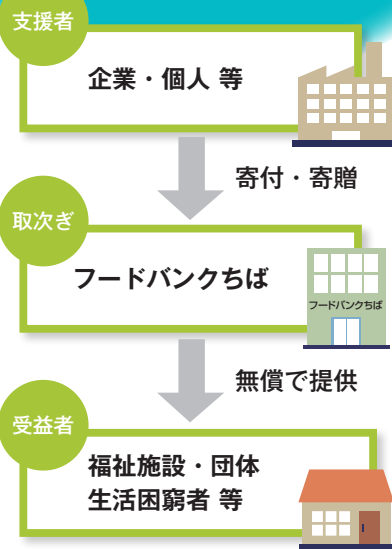 支援者
企業・個人 等
寄付・寄贈
取次ぎ
フードバンクちば
フードバンクちば
無償で提供
受益者
福祉施設・団体
生活困窮者 等